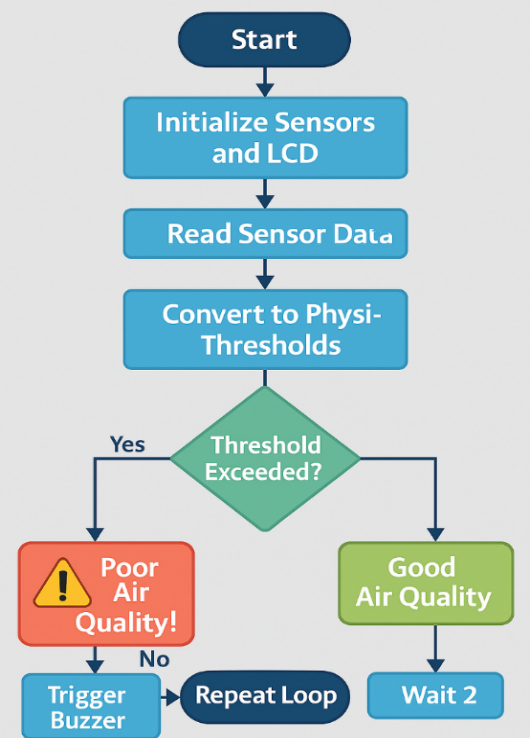 Start
Initialize Sensors
and LCD
Read Sensor Data
Convert to Physi-
Thresholds
Threshold
Exceeded?
Yes
Poor
Air
Quality!
Good
Air Quality
No
Trigger
Buzzer
Repeat Loop
Wait 2